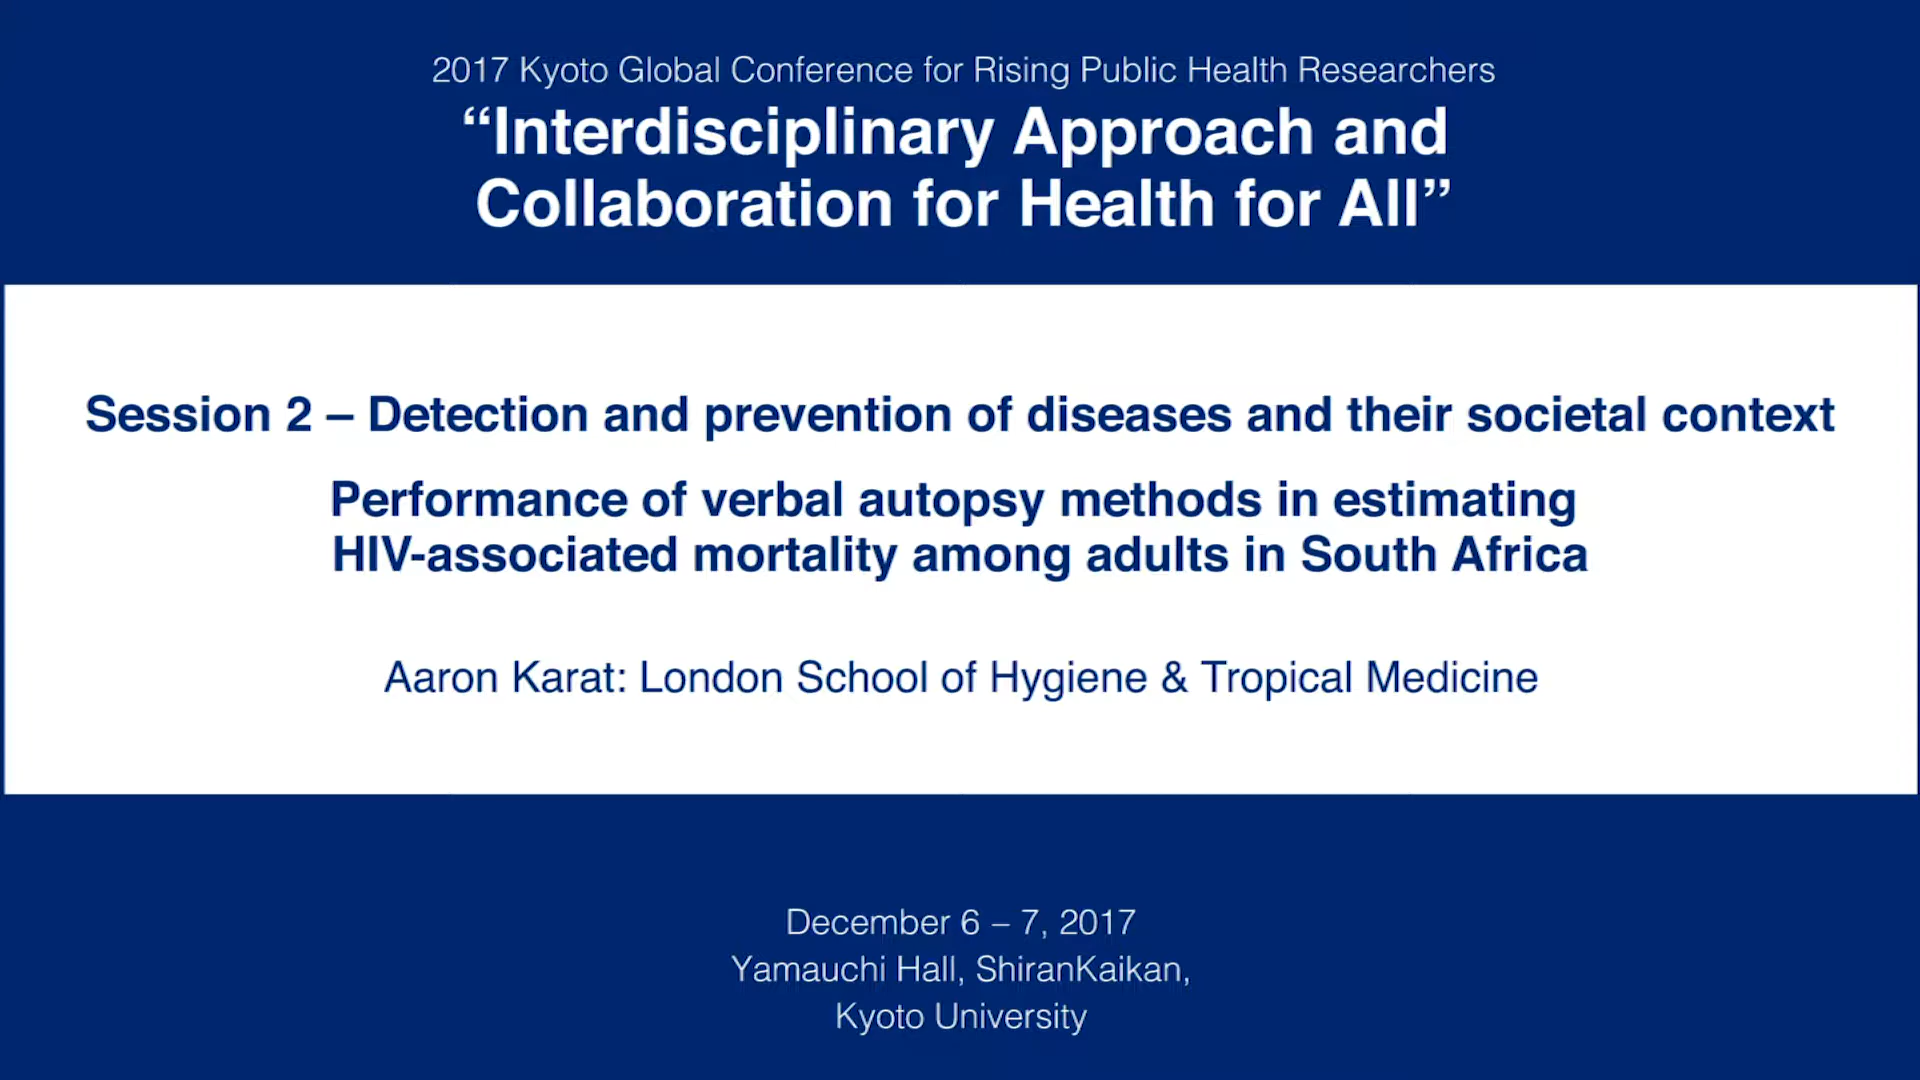 2017 Kyoto Global Conference for Rising Public Health Researchers
“Interdisciplinary Approach and
Collaboration for Health for All”
Session 2 – Detection and prevention of diseases and their societal context
Performance of verbal autopsy methods in estimating
HIV-associated mortality among adults in South Africa
Aaron Karat: London School of Hygiene & Tropical Medicine
December 6 – 7, 2017
Yamauchi Hall, ShiranKaikan,
Kyoto University